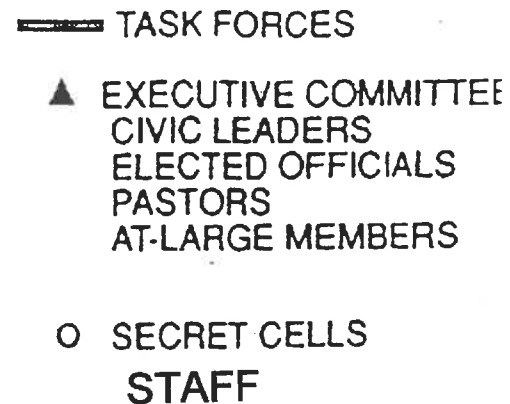 TASK FORCES
EXECUTIVE COMMITTEE
CIVIC LEADERS
ELECTED OFFICIALS
PASTORS
AT-LARGE MEMBERS
SECRET CELLS
STAFF